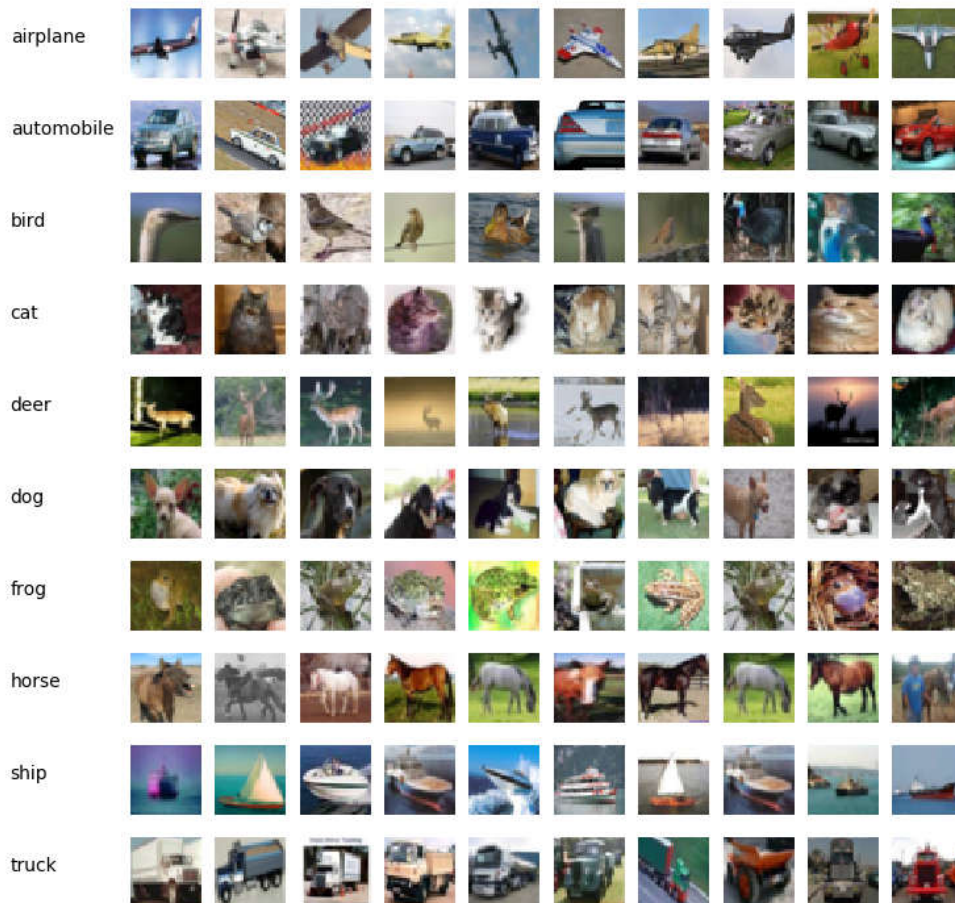 airplane
automobile
bird
cat
deer
dog
frog
horse
ship
truck